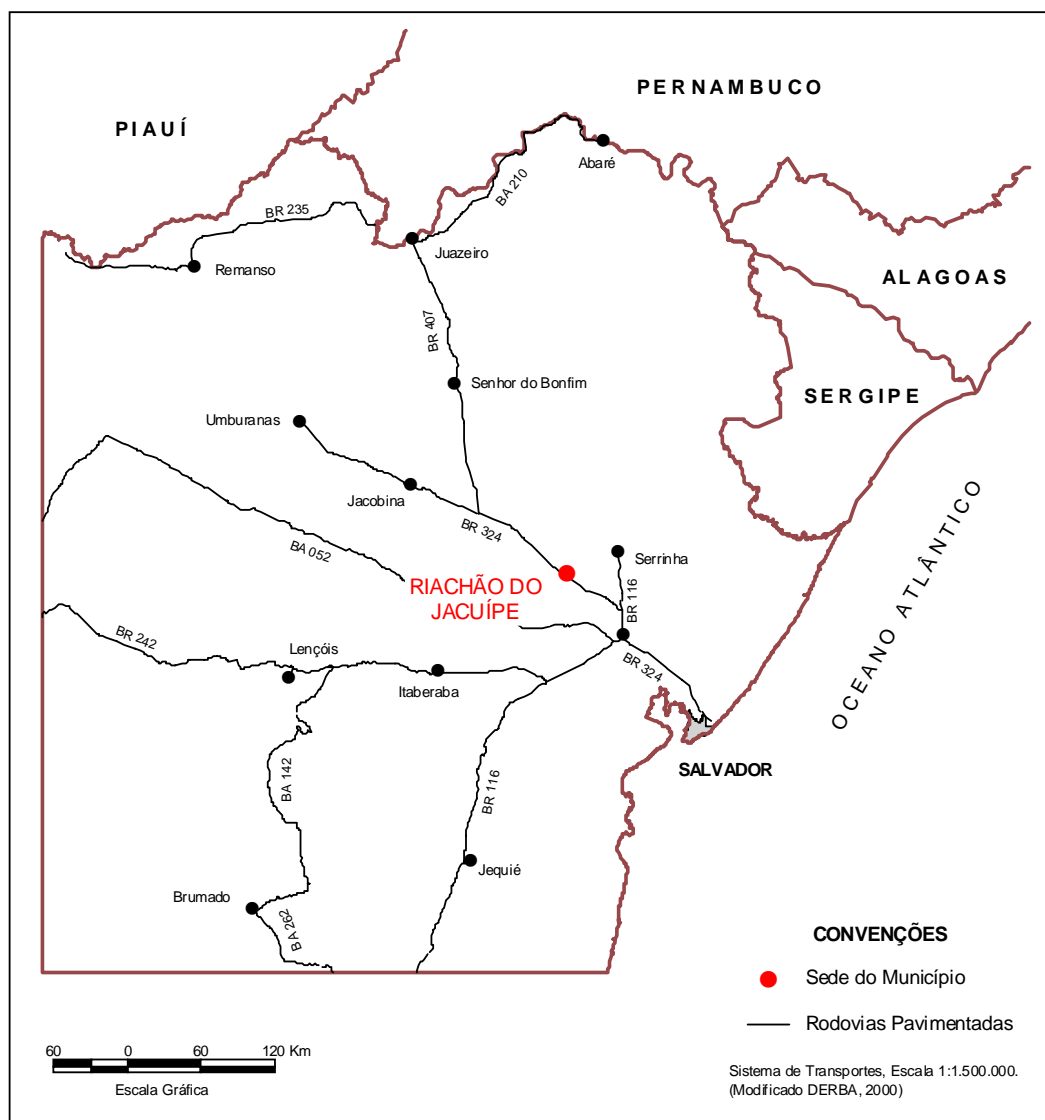 PERNAMBUCO
PIAUÍ
Abaré
BA 210
BR 235
Juazeiro
Remanso
ALAGOAS
BR 407
Senhor do Bonfim
SERGIPE
Umburanas
Jacobina
BR 324
OCEANO ATLÂNTICO
BA 052
Serrinha
RIACHÃO DO
JACUÍPE
BR 116
BR 242
Lençóis
Itaberaba
BR 324
SALVADOR
BA 142
BR 116
Jequié
Brumado
BA 262
CONVENÇÕES
Sede do Município
Rodovias Pavimentadas
60 0 60 120 Km
Escala Gráfica
Sistema de Transportes, Escala 1:1.500.000.
(Modificado DERBA, 2000)